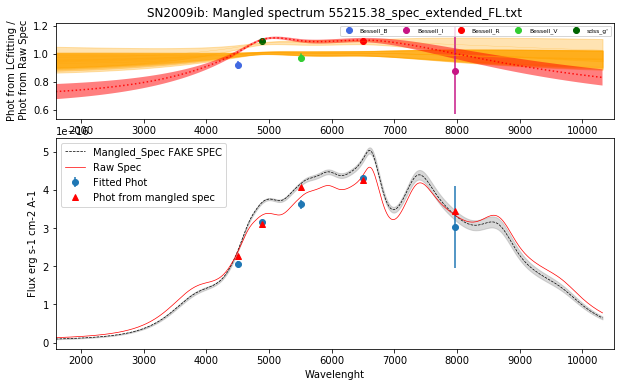 SN2009ib: Mangled spectrum 55215.38_spec_extended_FL.txt
Phot from LCfitting /
Phot from Raw Spec
1.2
1.0
0.8
0.6
Bessell_B Bessell_I Bessell_R Bessell_V sdss_g'
2000 3000 4000 5000 6000 7000 8000 9000 10000
Flux erg s-1 cm-2 A-1
5
4
3
2
1
0
Mangled_Spec FAKE SPEC
Raw Spec
Fitted Phot
Phot from mangled spec
2000 3000 4000 5000 6000 7000 8000 9000 10000
Wavelenght